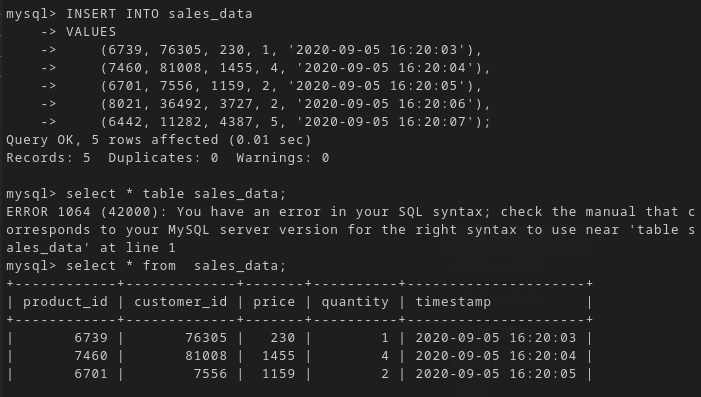 mysql> INSERT INTO sales_data
    -> VALUES
    ->     (6739, 76305, 230, 1, '2020-09-05 16:20:03'),
    ->     (7460, 81008, 1455, 4, '2020-09-05 16:20:04'),
    ->     (6701, 7556, 1159, 2, '2020-09-05 16:20:05'),
    ->     (8021, 36492, 3727, 2, '2020-09-05 16:20:06'),
    ->     (6442, 11282, 4387, 5, '2020-09-05 16:20:07');
Query OK, 5 rows affected (0.01 sec)
Records: 5  Duplicates: 0  Warnings: 0

mysql> select * table sales_data;
ERROR 1064 (42000): You have an error in your SQL syntax; check the manual that c
orresponds to your MySQL server version for the right syntax to use near 'table s
ales_data' at line 1
mysql> select * from  sales_data;
+------------+-------------+-------+----------+---------------------+
| product_id | customer_id | price | quantity | timestamp           |
+------------+-------------+-------+----------+---------------------+
|       6739 |       76305 |   230 |        1 | 2020-09-05 16:20:03 |
|       7460 |       81008 |  1455 |        4 | 2020-09-05 16:20:04 |
|       6701 |        7556 |  1159 |        2 | 2020-09-05 16:20:05 |